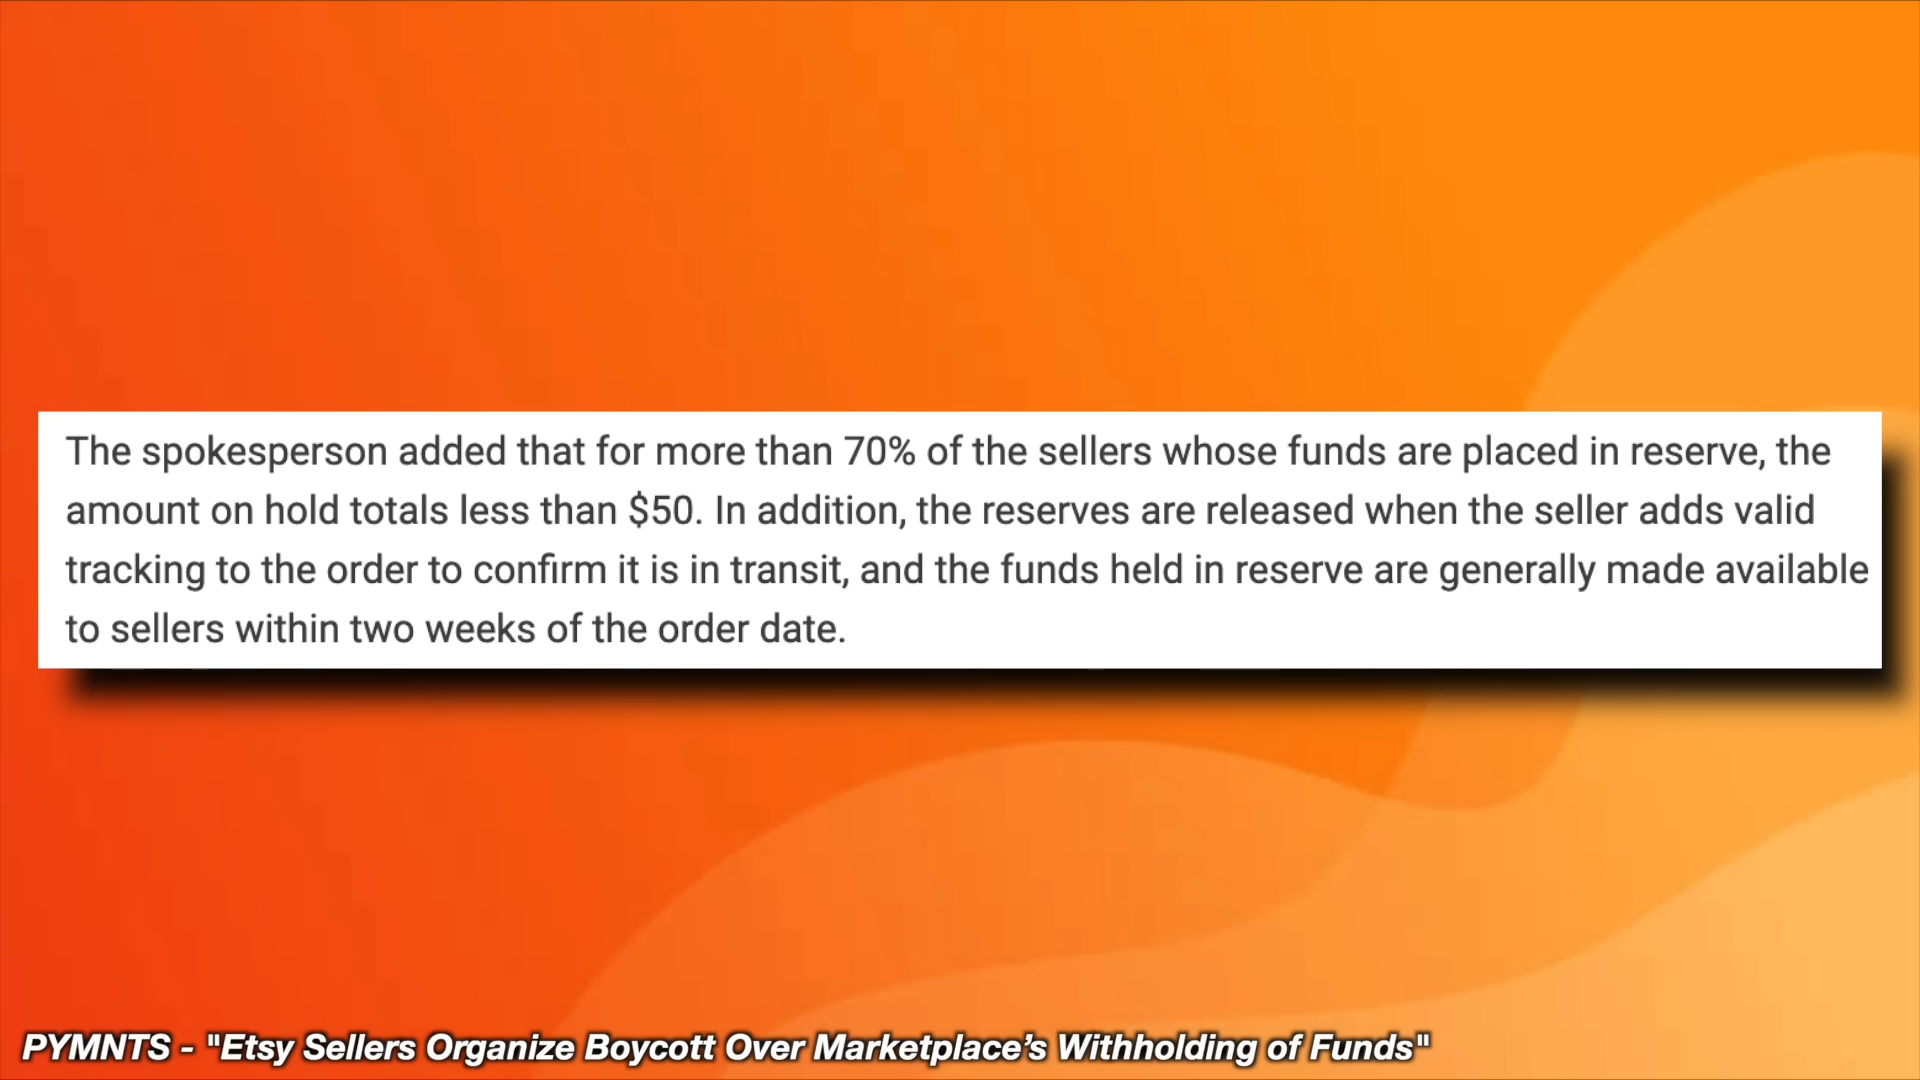 The spokesperson added that for more than 70% of the sellers whose funds are placed in reserve, the
amount on hold totals less than $50. In addition, the reserves are released when the seller adds valid
tracking to the order to confirm it is in transit, and the funds held in reserve are generally made available
to sellers within two weeks of the order date.
PYMNTS - "Etsy Sellers Organize Boycott Over Marketplace’s Withholding of Funds"